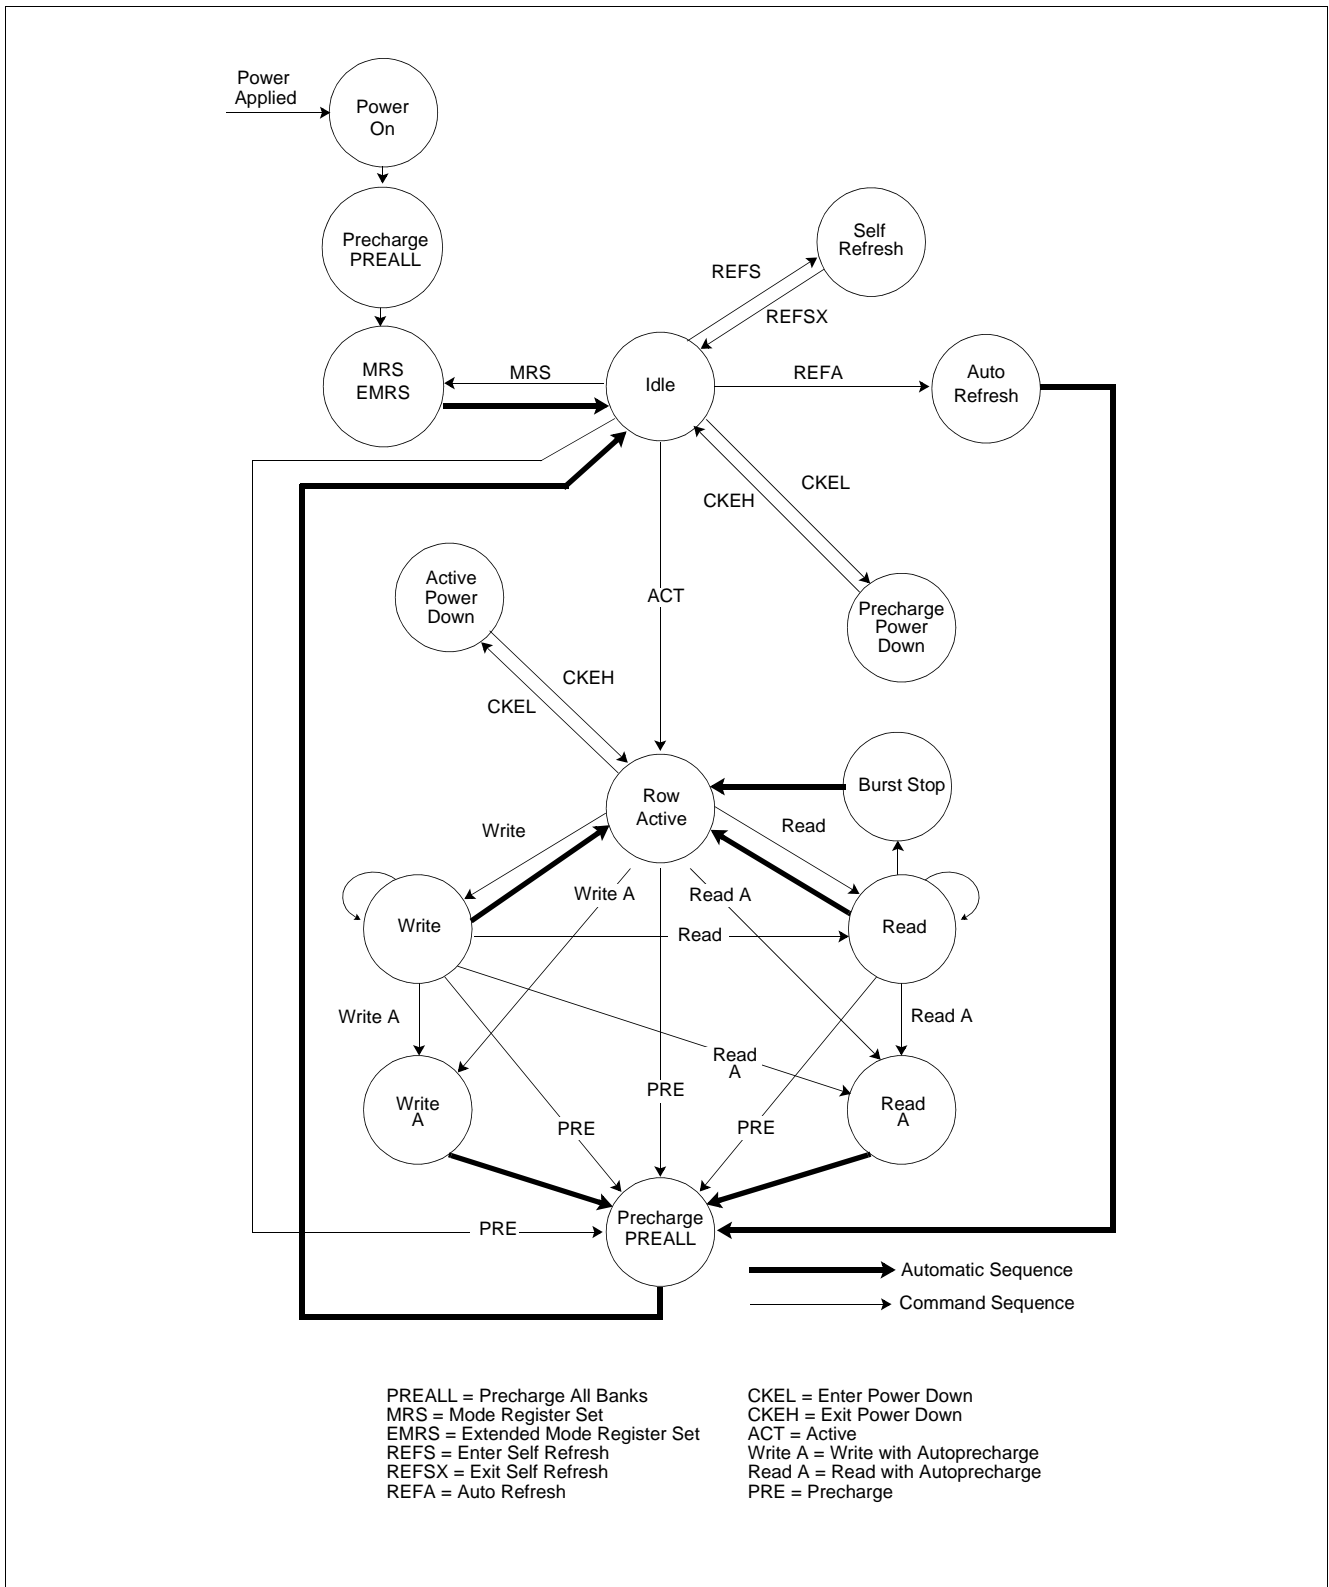 Power
Applied
Power
On
Precharge
PREALL
Self
Refresh
REFS
REFSX
MRS
EMRS
MRS
Idle
REFA
Auto
Refresh
CKEL
CKEH
Active
Power
Down
ACT
Precharge
Power
Down
CKEH
CKEL
Burst Stop
Row
Active
Write
Read
Write A
Read A
Write
Read
Read
Write A
Read A
Read
A
PRE
Write
A
Read
A
PRE
PRE
Precharge
PREALL
PRE
Automatic Sequence
Command Sequence
PREALL = Precharge All Banks
MRS = Mode Register Set
EMRS = Extended Mode Register Set
REFS = Enter Self Refresh
REFSX = Exit Self Refresh
REFA = Auto Refresh
CKEL = Enter Power Down
CKEH = Exit Power Down
ACT = Active
Write A = Write with Autoprecharge
Read A = Read with Autoprecharge
PRE = Precharge